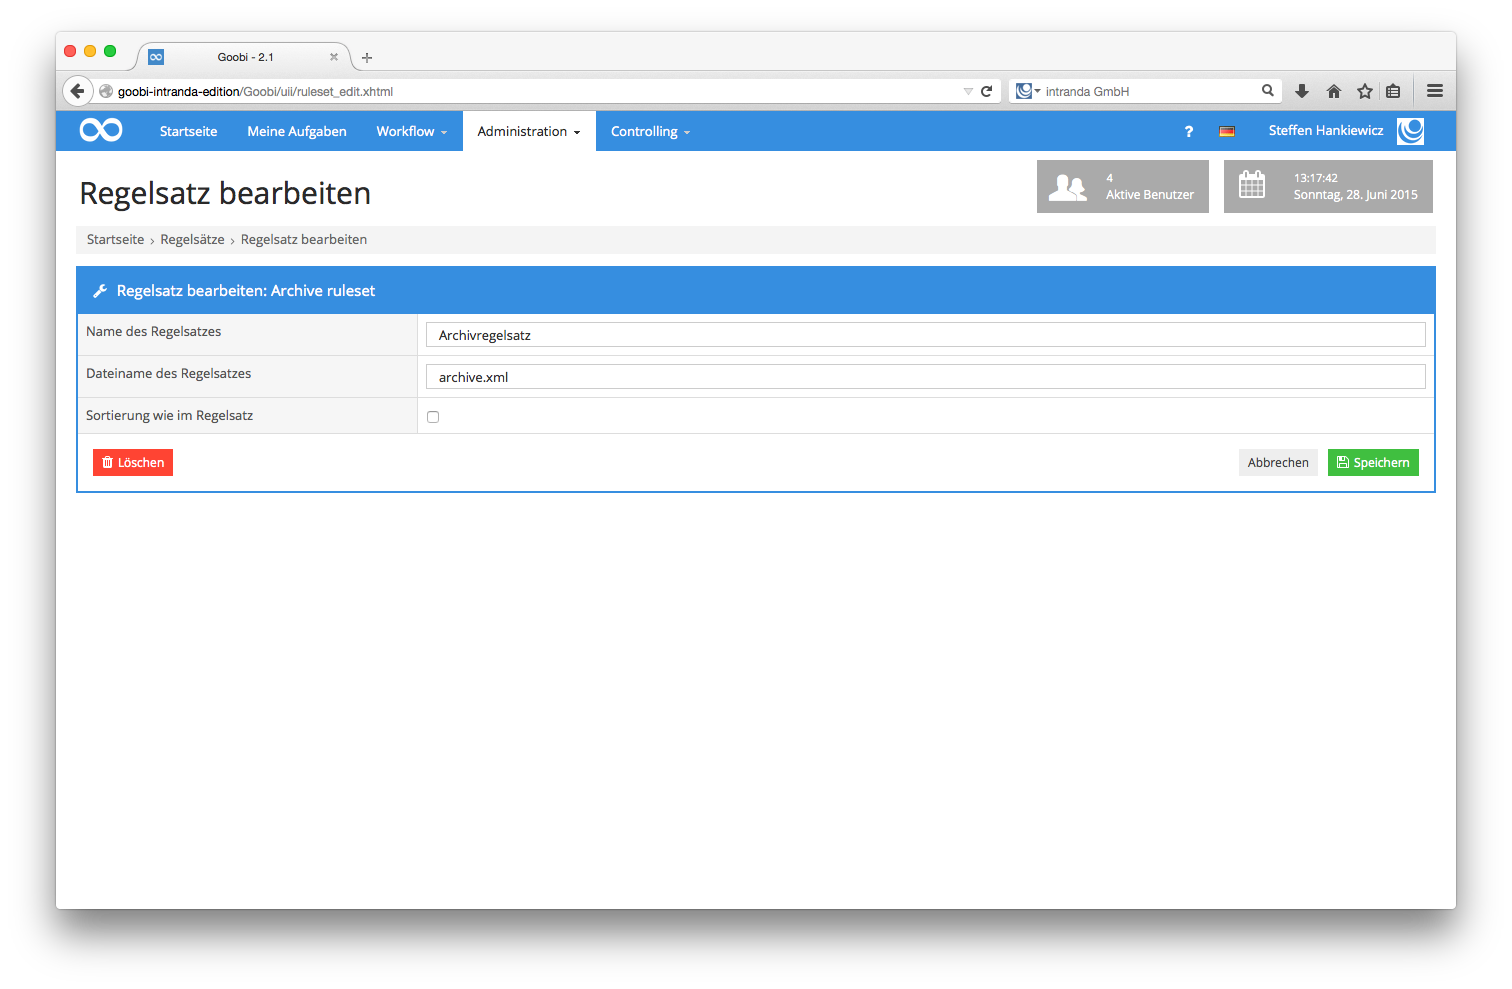 Goobi - 2.1
goobi-intranda-edition/Goobi/uii/ruleset_edit.xhtml
intranda GmbH
Startseite Meine Aufgaben Workflow Administration Controlling ? Steffen Hankiewicz
Regelsatz bearbeiten
4
Aktive Benutzer
13:17:42
Sonntag, 28. Juni 2015
Startseite › Regelsätze › Regelsatz bearbeiten
Regelsatz bearbeiten: Archive ruleset
Name des Regelsatzes
Archivregelsatz
Dateiname des Regelsatzes
archive.xml
Sortierung wie im Regelsatz
Löschen
Abbrechen
Speichern